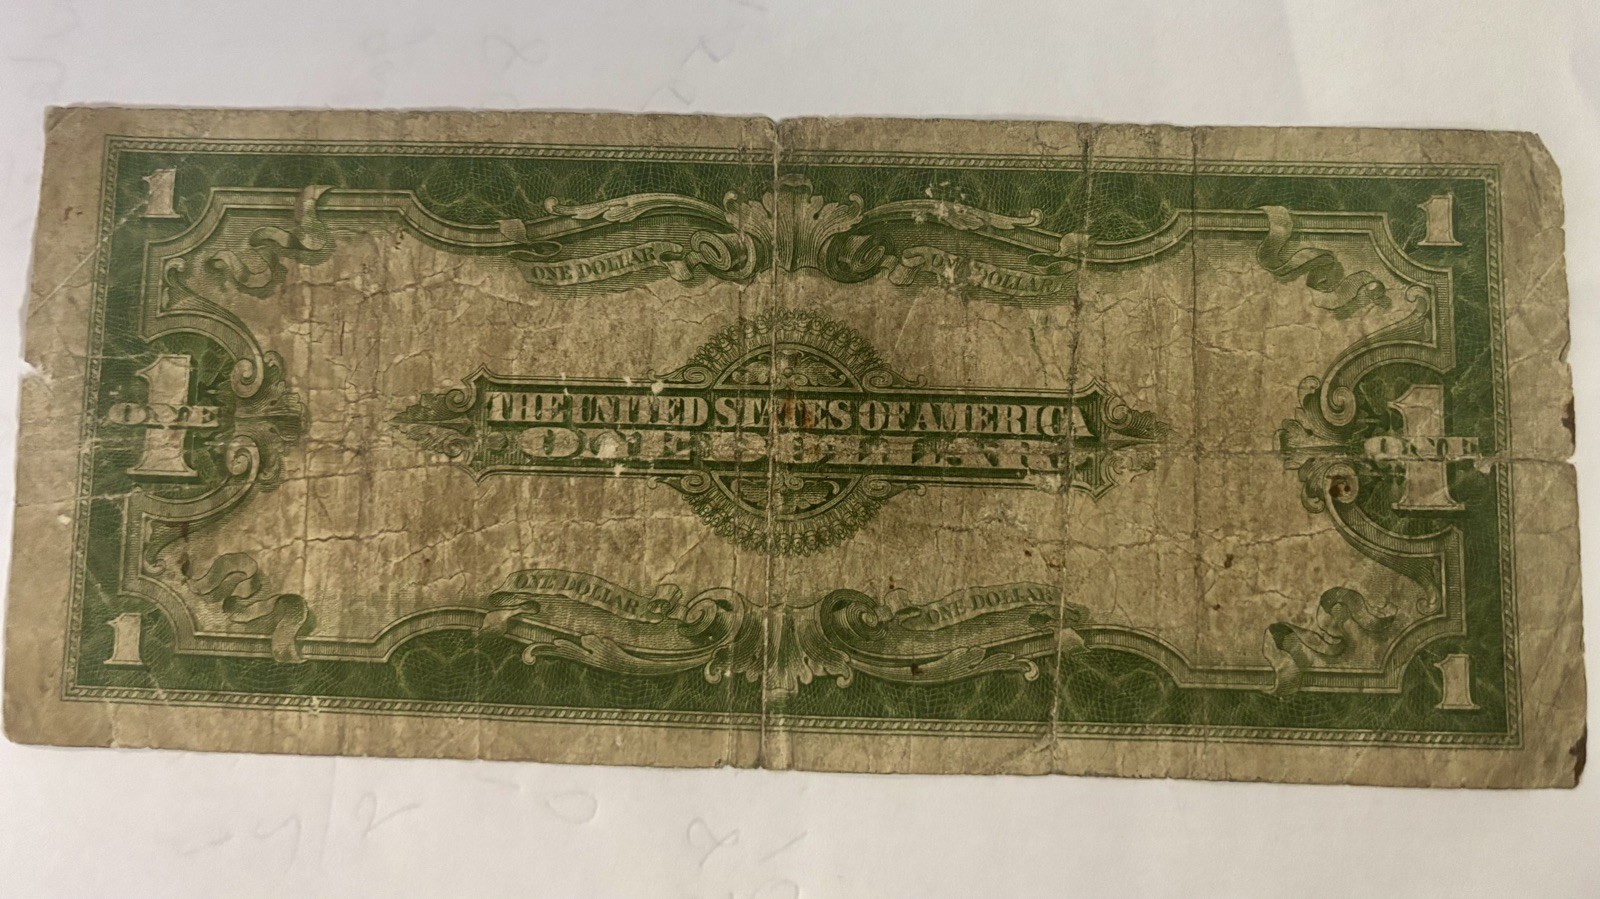 1 1
ONE DOLLAR ONE DOLLAR
1 ONE THE UNITED STATES OF AMERICA 1 ONE
ONE DOLLAR
ONE DOLLAR ONE DOLLAR
1 1